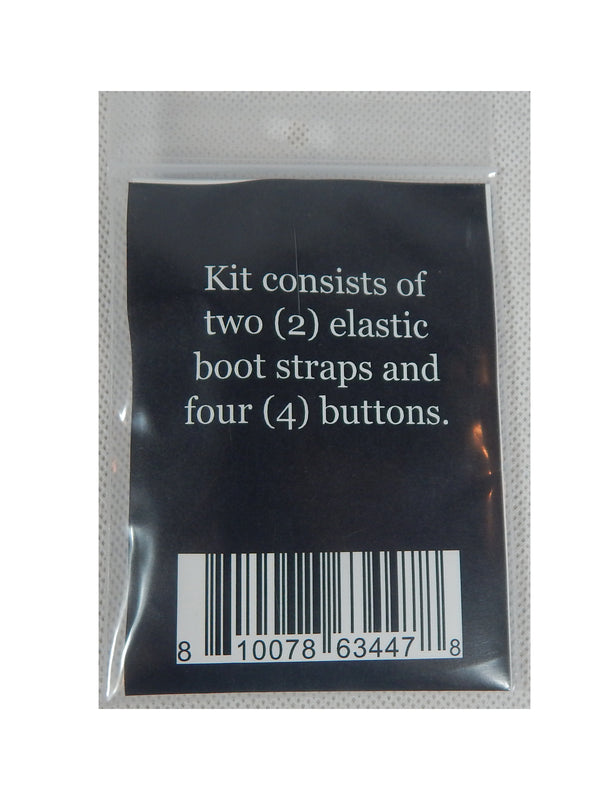 Kit consists of
two (2) elastic
boot straps and
four (4) buttons.
8 10078 63447 8